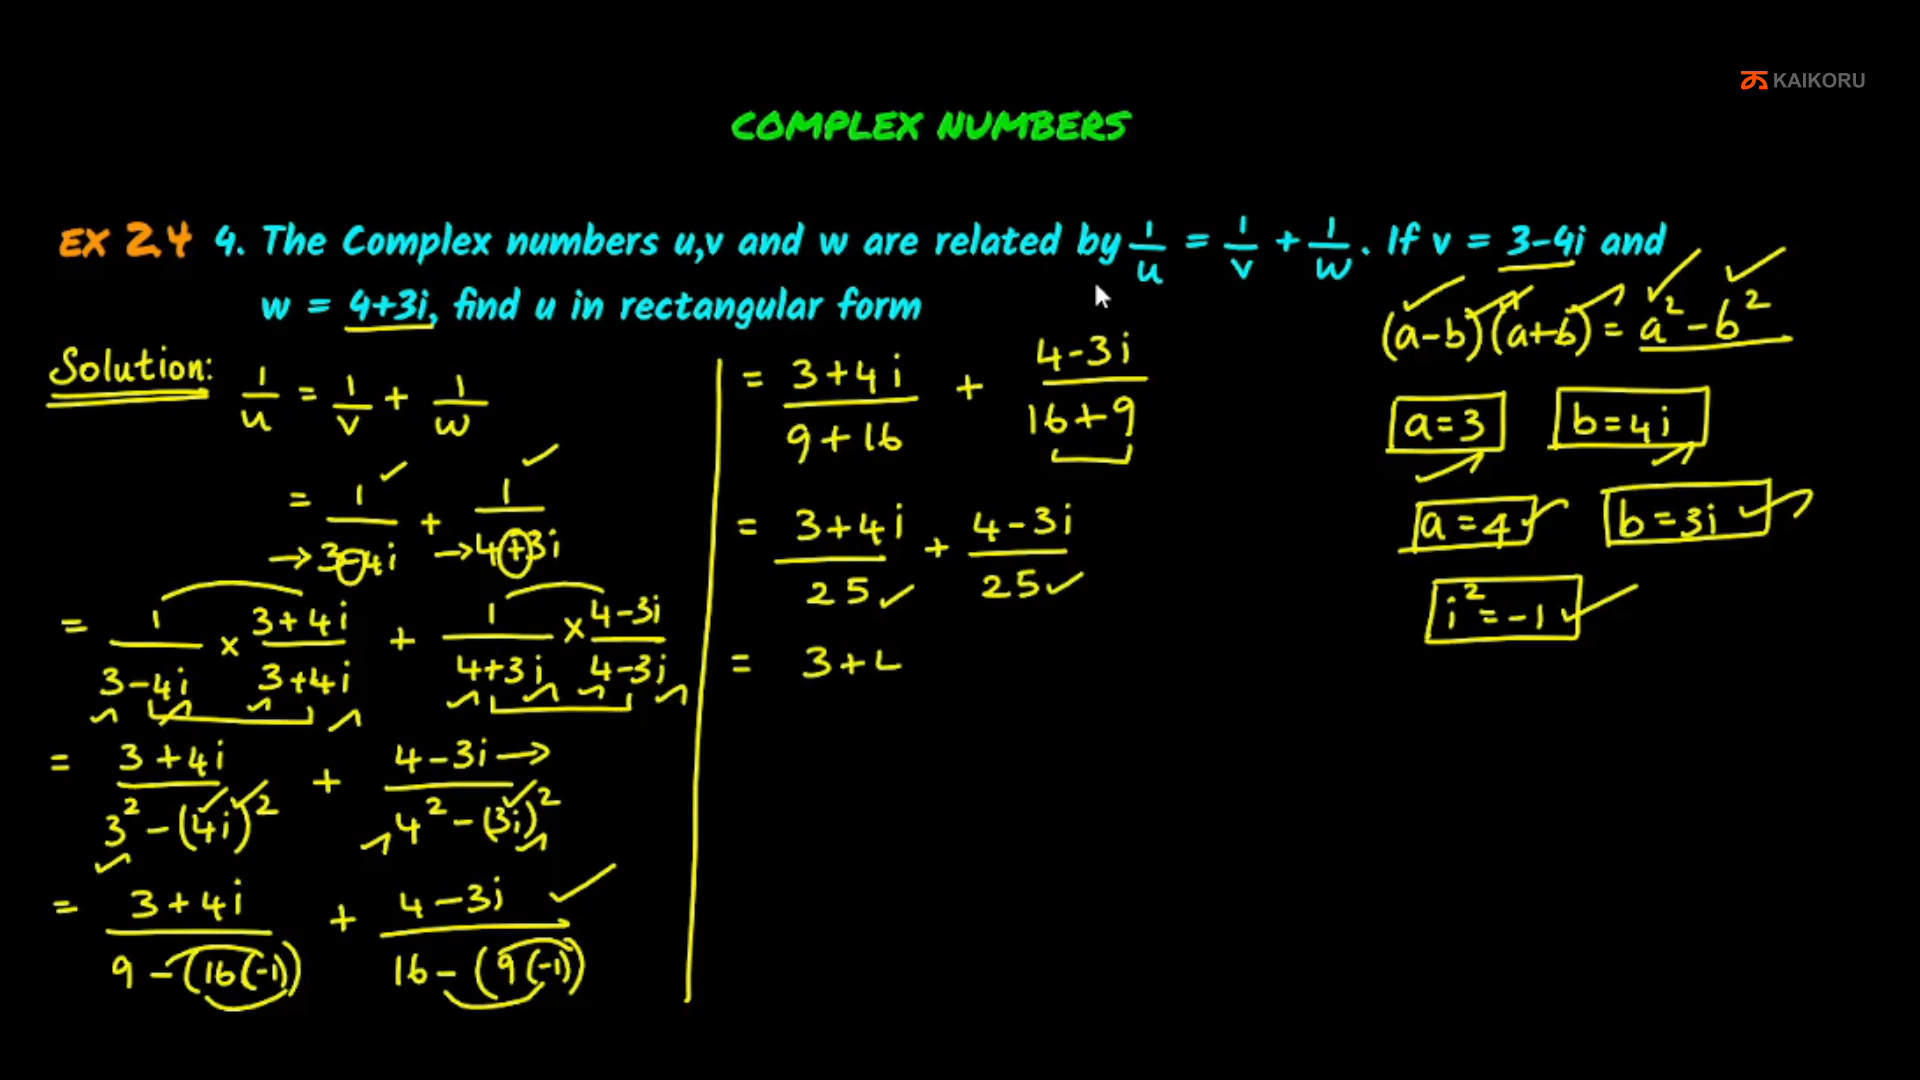 KAIKORU
COMPLEX NUMBERS
EX 2.4 4. The Complex numbers u,v and w are related by 1/u = 1/v + 1/w. If v = 3-4i and
w = 4+3i, find u in rectangular form
Solution:
1/u = 1/v + 1/w
= 1/(3-4i) + 1/(4+3i)
= 1/(3-4i) × (3+4i)/(3+4i) + 1/(4+3i) × (4-3i)/(4-3i)
= (3+4i)/(3² - (4i)²) + (4-3i)/(4² - (3i)²)
= (3+4i)/(9-(16(-1))) + (4-3i)/(16-(9(-1)))
= (3+4i)/(9+16) + (4-3i)/(16+9)
= (3+4i)/25 + (4-3i)/25
= 3+4
(a-b)(a+b) = a²-b²
a=3 b=4i
a=4 b=3i
i²=-1